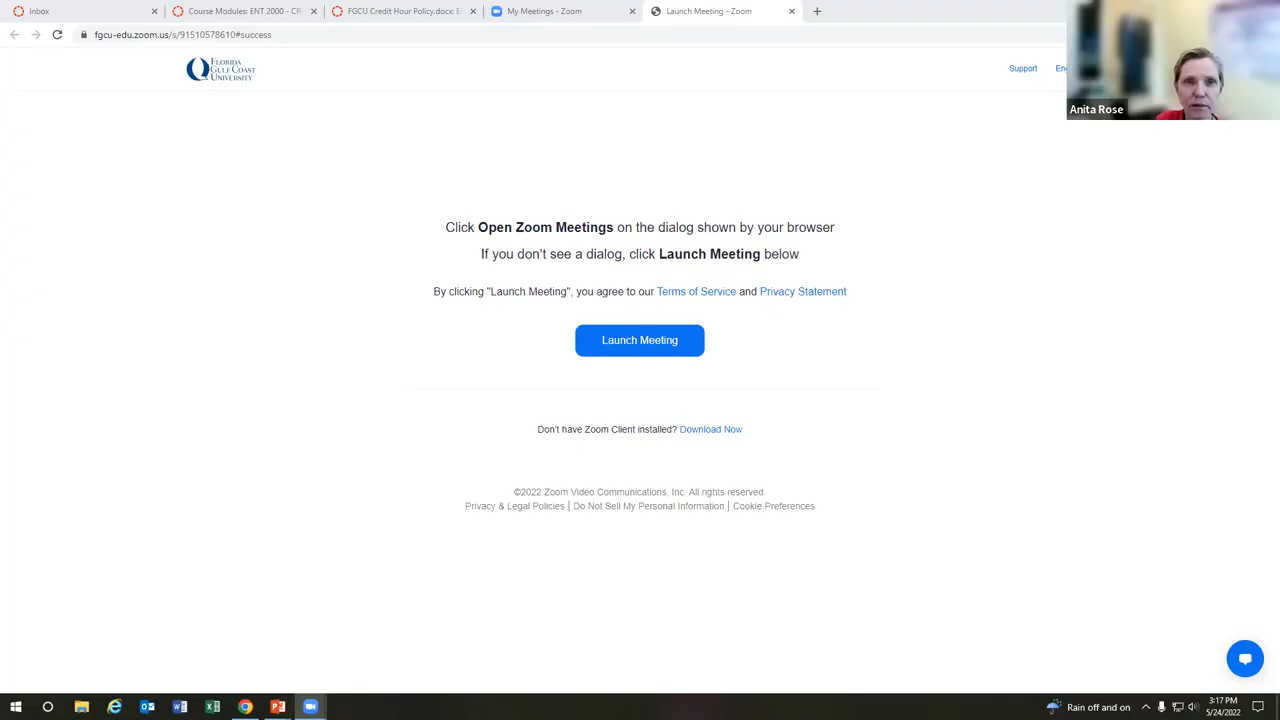 Inbox
Course Modules: ENT 2000 - CR
FGCU Credit Hour Policy.docx: E
My Meetings - Zoom
Launch Meeting - Zoom
fgcu-edu.zoom.us/s/91510578610#success
FLORIDA
GULF COAST
UNIVERSITY
Support
Eng
Anita Rose
Click Open Zoom Meetings on the dialog shown by your browser
If you don't see a dialog, click Launch Meeting below
By clicking "Launch Meeting", you agree to our Terms of Service and Privacy Statement
Launch Meeting
Don't have Zoom Client installed? Download Now
©2022 Zoom Video Communications, Inc. All rights reserved.
Privacy & Legal Policies | Do Not Sell My Personal Information | Cookie Preferences
Rain off and on
3:17 PM
5/24/2022